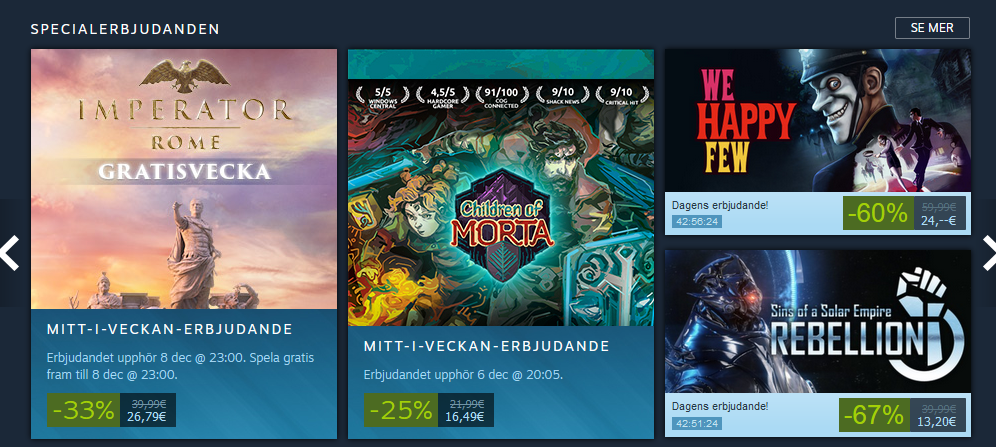 SPECIALERBJUDANDEN
SE MER
IMPERATOR
ROME
GRATISVECKA
MITT-I-VECKAN-ERBJUDANDE
Erbjudandet upphör 8 dec @ 23:00. Spela gratis
fram till 8 dec @ 23:00.
-33%
39,99€
26,79€
5/5
WINDOWS
CENTRAL
4,5/5
HARDCORE
GAMER
91/100
COG
CONNECTED
9/10
SHACK NEWS
9/10
CRITICAL HIT
Children of
MORTA
MITT-I-VECKAN-ERBJUDANDE
Erbjudandet upphör 6 dec @ 20:05.
-25%
21,99€
16,49€
WE
HAPPY
FEW
Dagens erbjudande!
42:56:24
-60%
59,99€
24,--€
Sins of a Solar Empire
REBELLION
Dagens erbjudande!
42:51:24
-67%
39,99€
13,20€